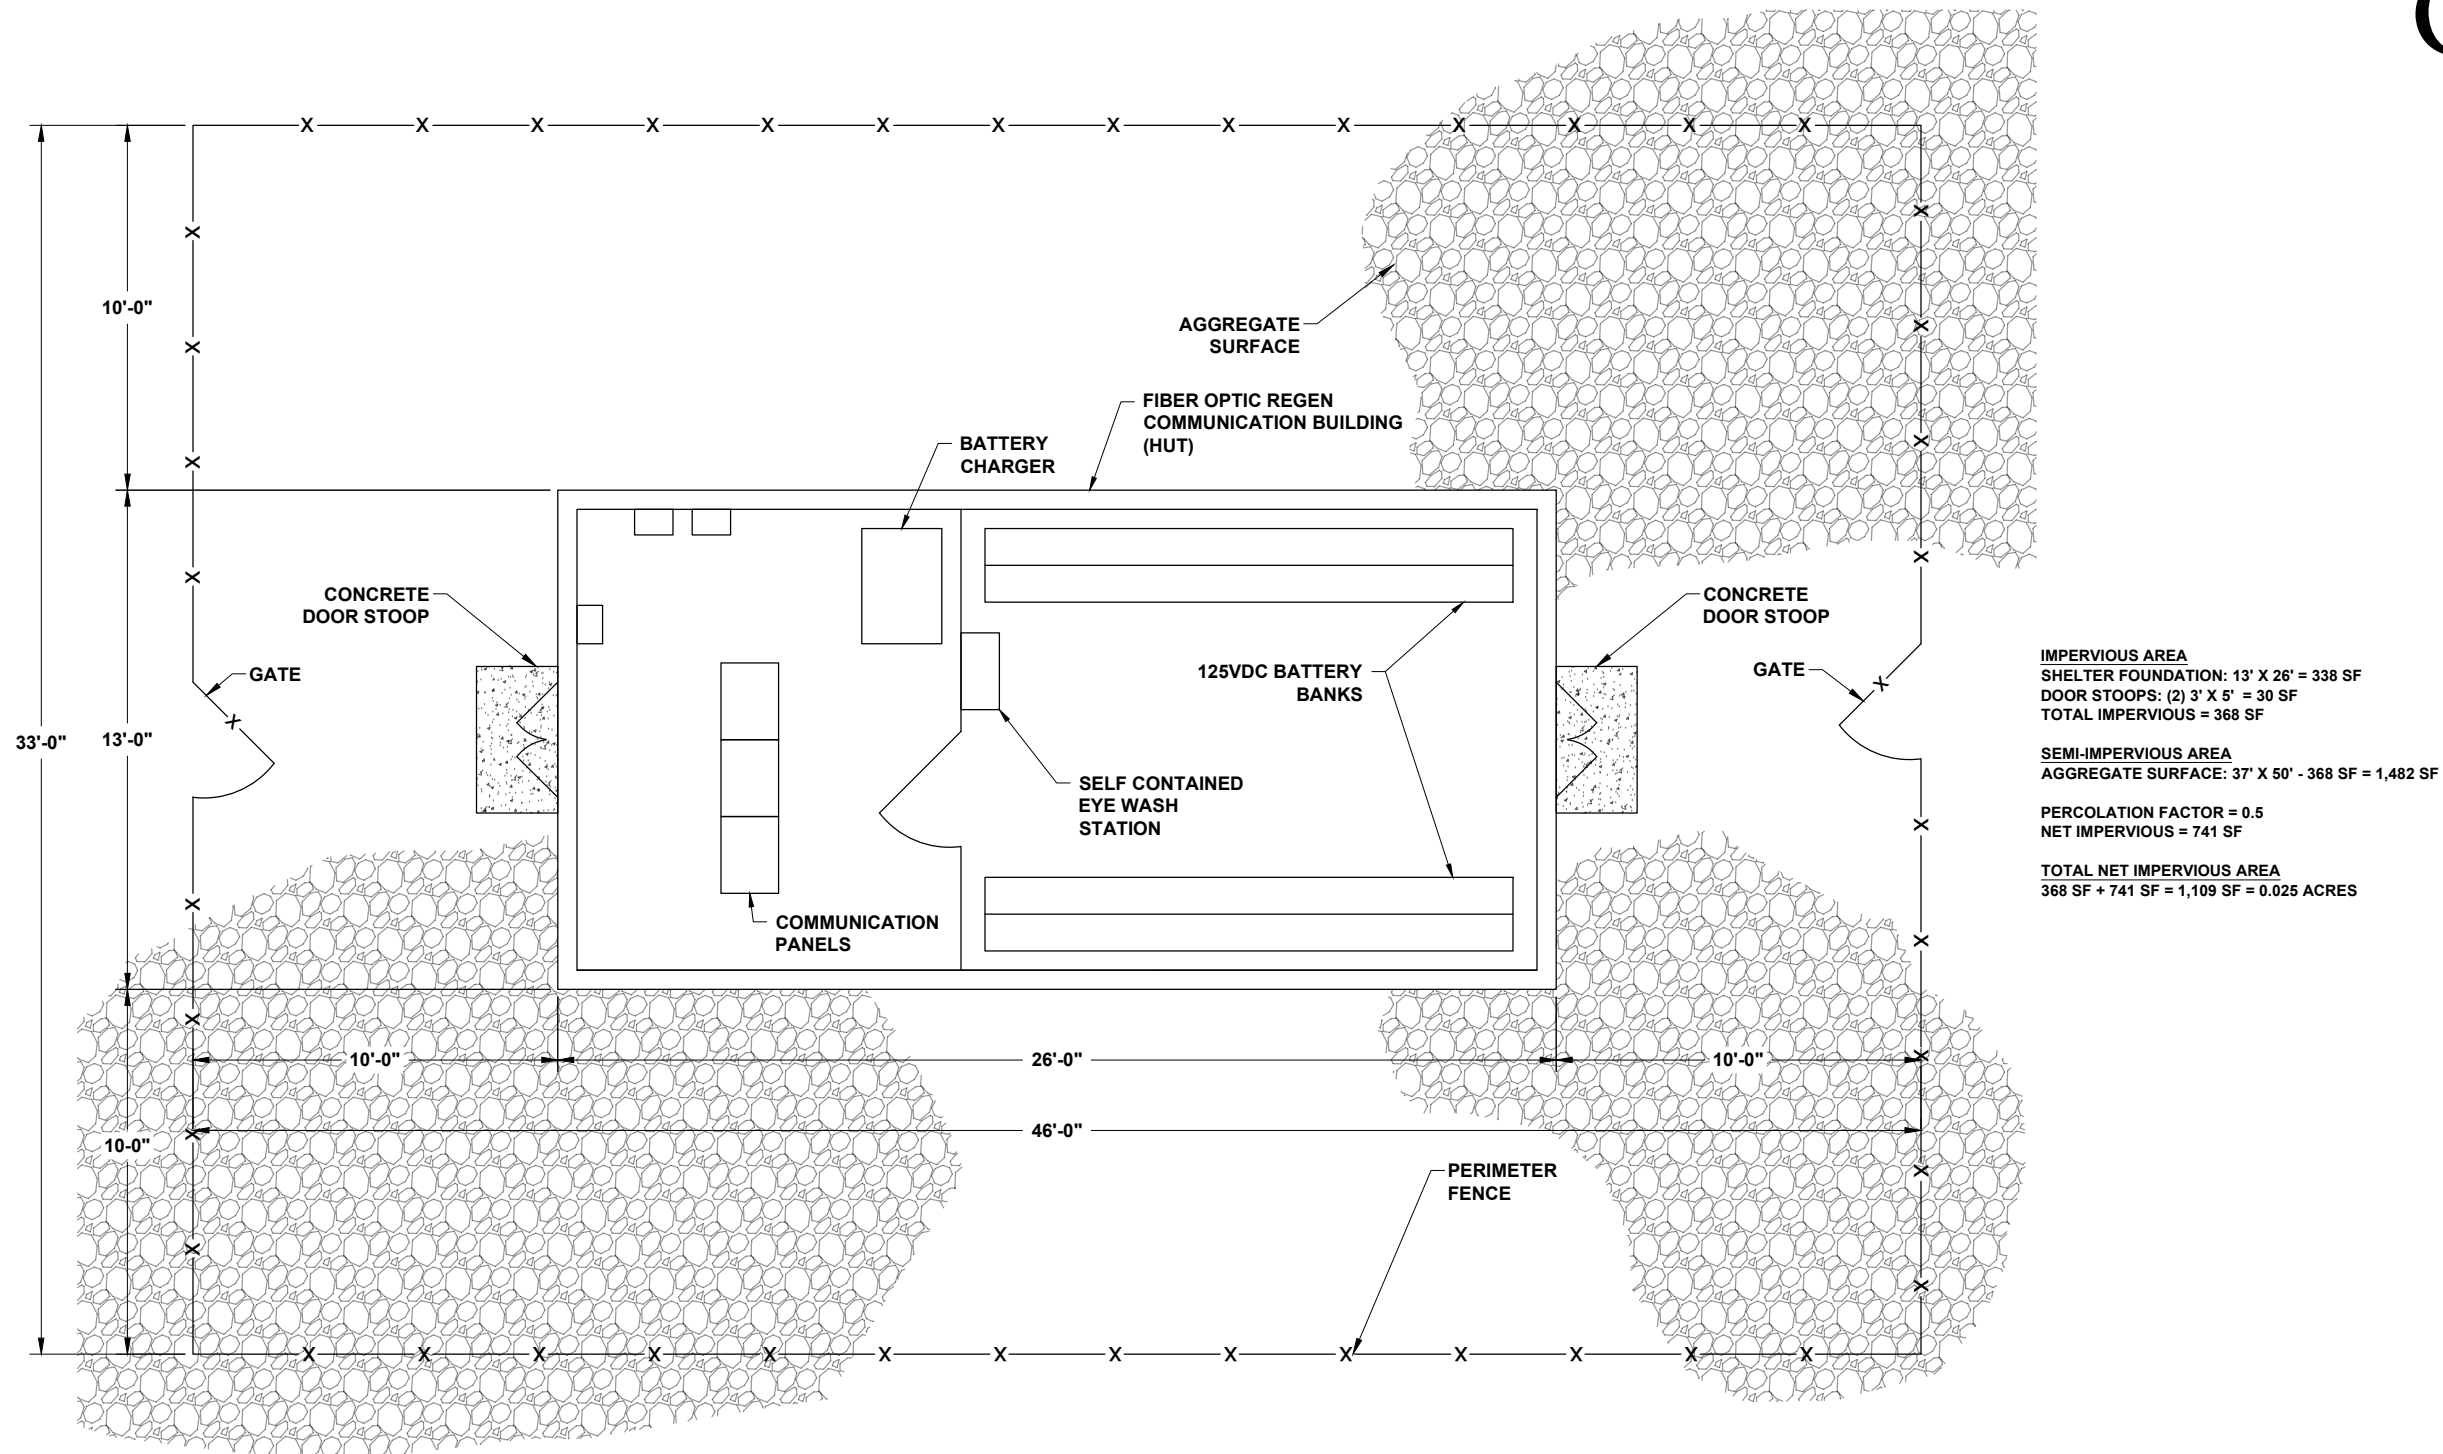 10'-0"
AGGREGATE
SURFACE
FIBER OPTIC REGEN
COMMUNICATION BUILDING
(HUT)
BATTERY
CHARGER
CONCRETE
DOOR STOOP
CONCRETE
DOOR STOOP
GATE
125VDC BATTERY
BANKS
GATE
33'-0"
13'-0"
SELF CONTAINED
EYE WASH
STATION
COMMUNICATION
PANELS
IMPERVIOUS AREA
SHELTER FOUNDATION: 13' X 26' = 338 SF
DOOR STOOPS: (2) 3' X 5' = 30 SF
TOTAL IMPERVIOUS = 368 SF
SEMI-IMPERVIOUS AREA
AGGREGATE SURFACE: 37' X 50' - 368 SF = 1,482 SF
PERCOLATION FACTOR = 0.5
NET IMPERVIOUS = 741 SF
TOTAL NET IMPERVIOUS AREA
368 SF + 741 SF = 1,109 SF = 0.025 ACRES
10'-0"
26'-0"
10'-0"
46'-0"
10-0"
PERIMETER
FENCE